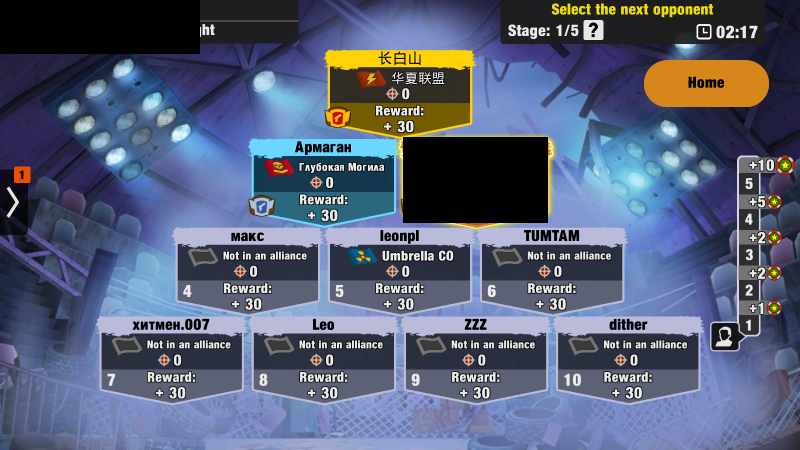 ght
Select the next opponent
Stage: 1/5 ?
02:17
Home
长白山
华夏联盟
0
Reward:
+ 30
1
Армаган
Глубокая Могила
0
Reward:
+ 30
макс
Not in an alliance
0
4
Reward:
+ 30
leonpl
Umbrella CO
0
5
Reward:
+ 30
TUMTAM
Not in an alliance
0
6
Reward:
+ 30
хитмен.007
Not in an alliance
0
7
Reward:
+ 30
Leo
Not in an alliance
0
8
Reward:
+ 30
ZZZ
Not in an alliance
0
9
Reward:
+ 30
dither
Not in an alliance
0
10
Reward:
+ 30
+10
5
+5
4
+2
3
+2
2
+1
1